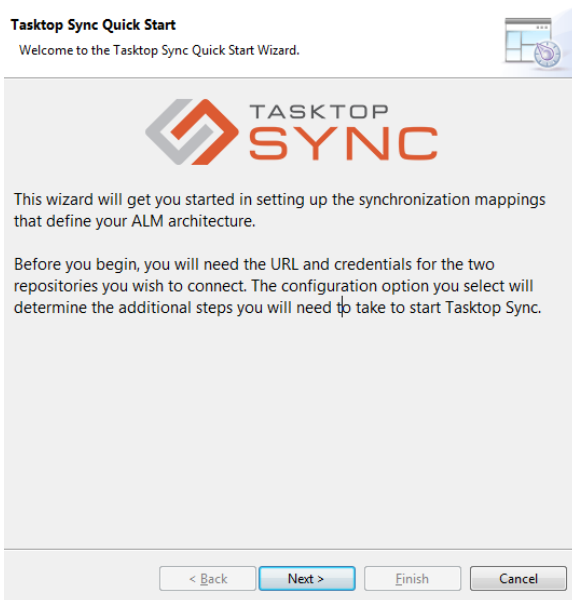 Tasktop Sync Quick Start
Welcome to the Tasktop Sync Quick Start Wizard.
TASKTOP
SYNC
This wizard will get you started in setting up the synchronization mappings
that define your ALM architecture.
Before you begin, you will need the URL and credentials for the two
repositories you wish to connect. The configuration option you select will
determine the additional steps you will need to take to start Tasktop Sync.
< Back Next > Finish Cancel